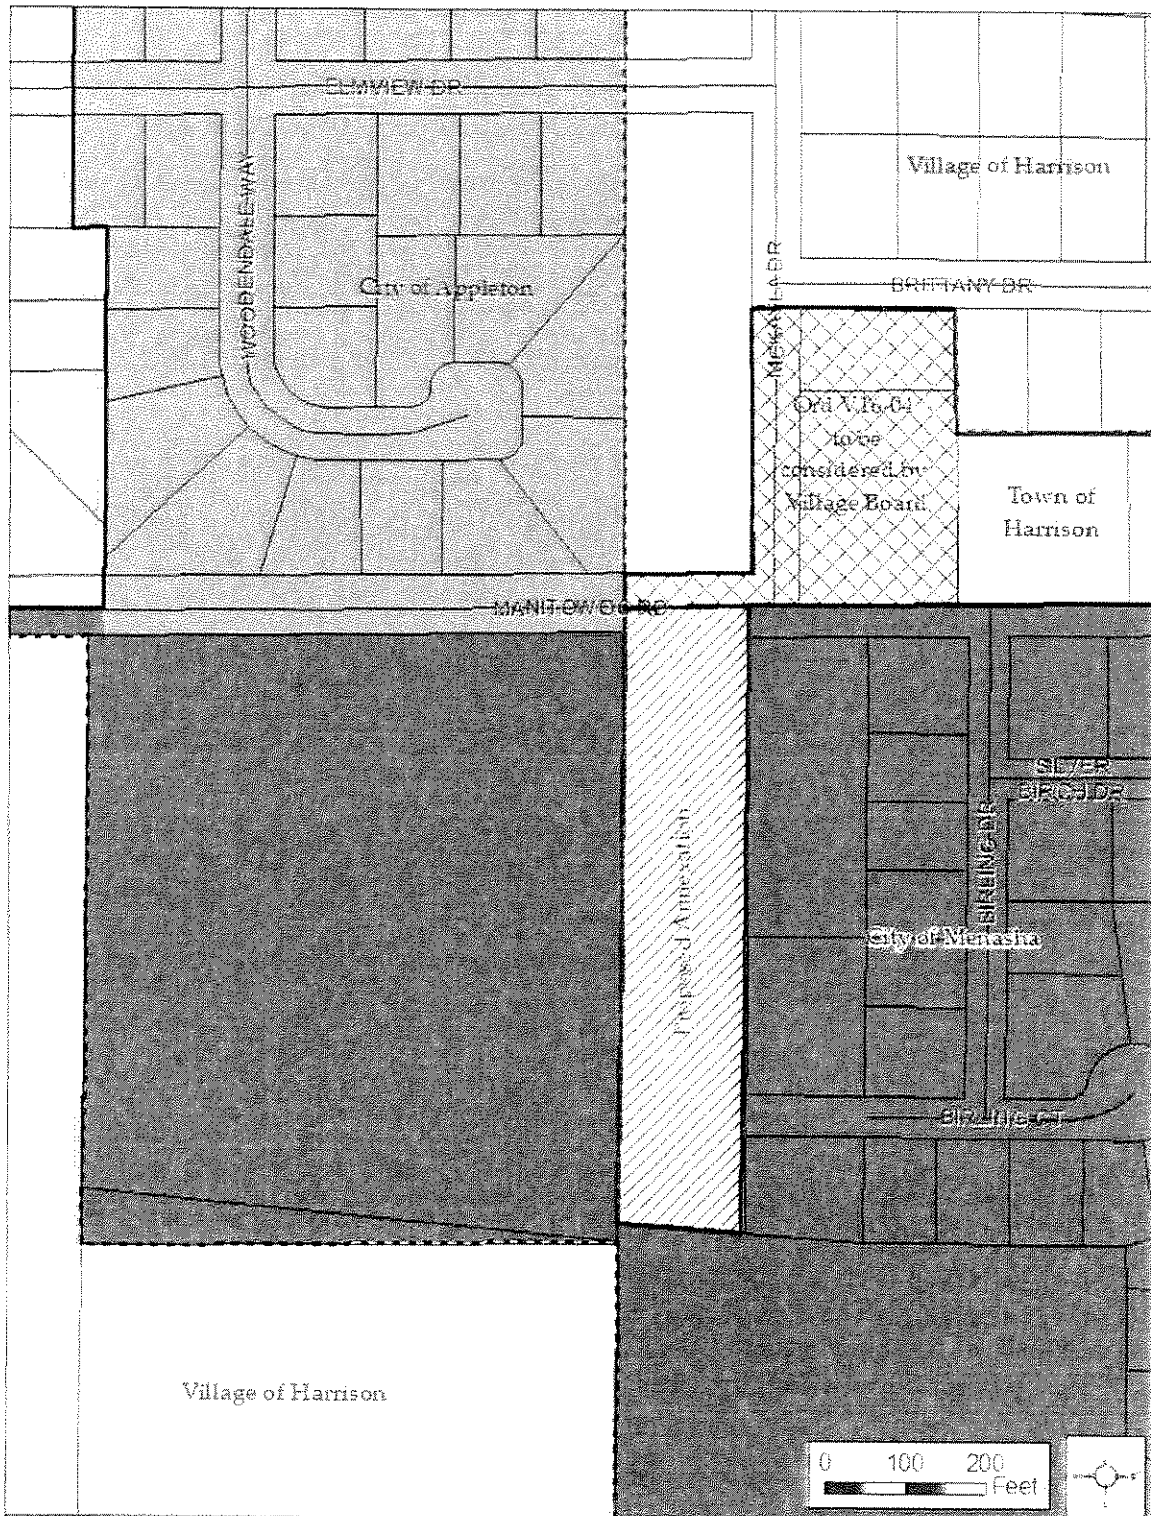 ELMVIEW DR
WOODENDALE WAY
City of Appleton
Village of Harrison
MCKAYLA DR
BRITTANY DR
Ord V16-04
to be
considered by
Village Board
Town of
Harrison
MANITOWOC RD
Proposed Annexation
SILVER
BIRCH DR
BIRLING DR
City of Menasha
BIRLING CT
Village of Harrison
0 100 200
Feet